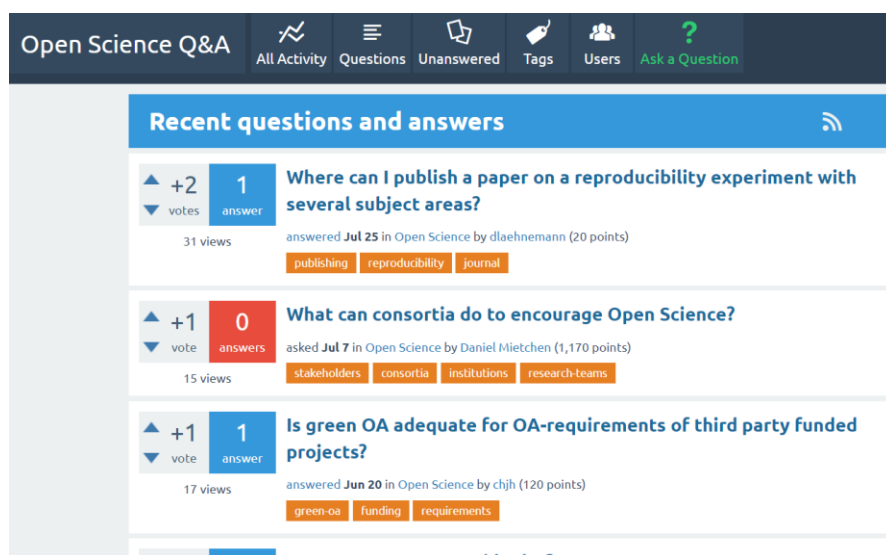 Open Science Q&A
All Activity Questions Unanswered Tags Users Ask a Question
Recent questions and answers
+2 votes
1 answer
31 views
Where can I publish a paper on a reproducibility experiment with
several subject areas?
answered Jul 25 in Open Science by dlaehnemann (20 points)
publishing reproducibility journal
+1 vote
0 answers
15 views
What can consortia do to encourage Open Science?
asked Jul 7 in Open Science by Daniel Mietchen (1,170 points)
stakeholders consortia institutions research-teams
+1 vote
1 answer
17 views
Is green OA adequate for OA-requirements of third party funded
projects?
answered Jun 20 in Open Science by chjh (120 points)
green-oa funding requirements